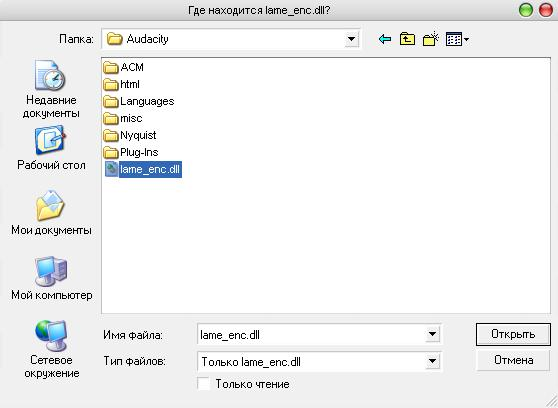 Где находится lame_enc.dll?
Папка: Audacity
Недавние документы
Рабочий стол
Мои документы
Мой компьютер
Сетевое окружение
ACM
html
Languages
misc
Nyquist
Plug-Ins
lame_enc.dll
Имя файла: lame_enc.dll Открыть
Тип файлов: Только lame_enc.dll Отмена
Только чтение